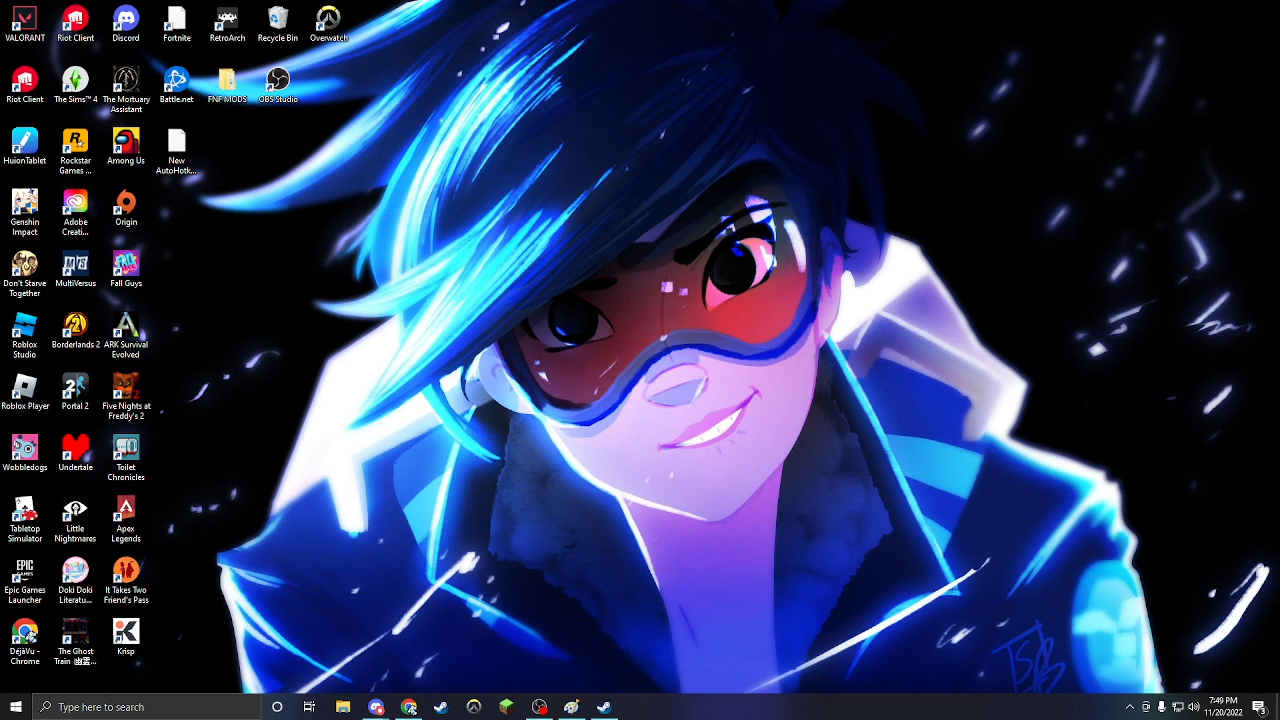 VALORANT
Riot Client
Discord
Fortnite
RetroArch
Recycle Bin
Overwatch
Riot Client
The Sims™ 4
The Mortuary
Assistant
Battle.net
FNF MODS
OBS Studio
HuionTablet
Rockstar
Games ...
Among Us
New
AutoHotk...
Genshin
Impact
Adobe
Creati...
Origin
Don't Starve
Together
MultiVersus
Fall Guys
Roblox
Studio
Borderlands 2
ARK Survival
Evolved
Roblox Player
Portal 2
Five Nights at
Freddy's 2
Wobbledogs
Undertale
Toilet
Chronicles
Tabletop
Simulator
Little
Nightmares
Apex
Legends
EPIC
GAMES
Epic Games
Launcher
Doki Doki
Literatu...
It Takes Two
Friend's Pass
DéjàVu -
Chrome
The Ghost
Train
Krisp
Type here to search
7:49 PM
11/20/2022